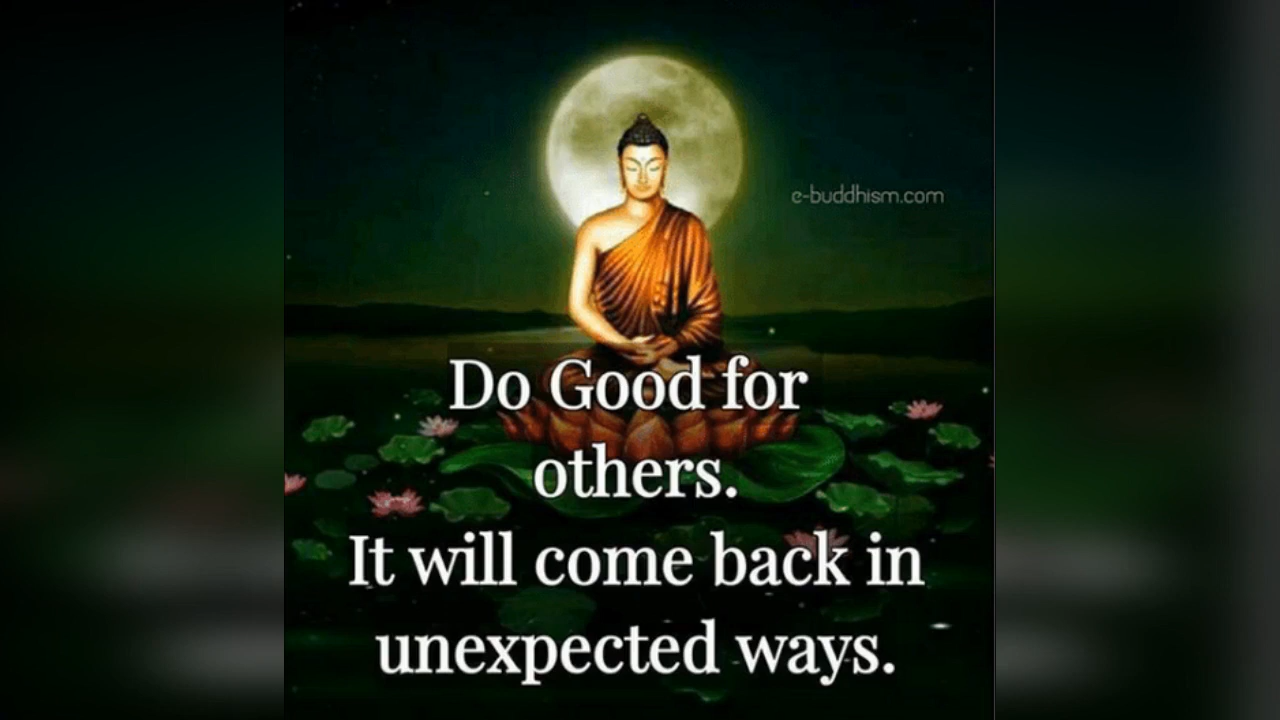 e-buddhism.com
Do Good for
others.
It will come back in
unexpected ways.